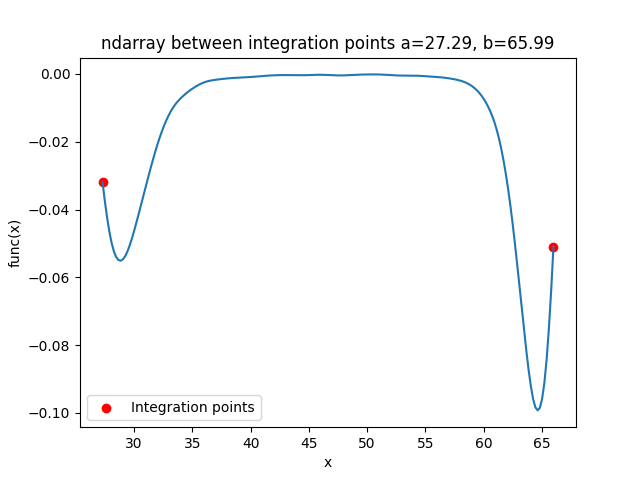 ndarray between integration points a=27.29, b=65.99
0.00
−0.02
−0.04
−0.06
−0.08
−0.10
func(x)
Integration points
30 35 40 45 50 55 60 65
x